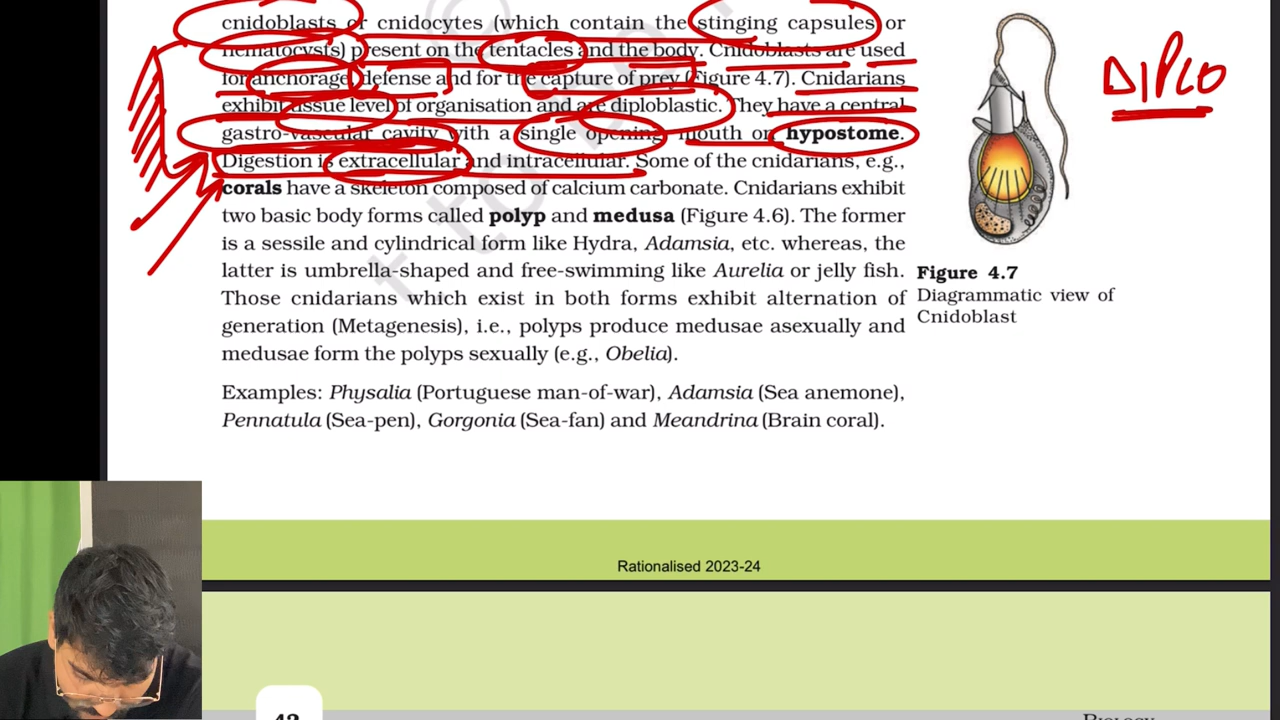 cnidoblasts or cnidocytes (which contain the stinging capsules or
nematocysts) present on the tentacles and the body. Cnidoblasts are used
for anchorage, defense and for the capture of prey (Figure 4.7). Cnidarians
exhibit tissue level of organisation and are diploblastic. They have a central
gastro-vascular cavity with a single opening, mouth on hypostome.
Digestion is extracellular and intracellular. Some of the cnidarians, e.g.,
corals have a skeleton composed of calcium carbonate. Cnidarians exhibit
two basic body forms called polyp and medusa (Figure 4.6). The former
is a sessile and cylindrical form like Hydra, Adamsia, etc. whereas, the
latter is umbrella-shaped and free-swimming like Aurelia or jelly fish.
Those cnidarians which exist in both forms exhibit alternation of
generation (Metagenesis), i.e., polyps produce medusae asexually and
medusae form the polyps sexually (e.g., Obelia).
Examples: Physalia (Portuguese man-of-war), Adamsia (Sea anemone),
Pennatula (Sea-pen), Gorgonia (Sea-fan) and Meandrina (Brain coral).
DIPLO
Figure 4.7
Diagrammatic view of
Cnidoblast
Rationalised 2023-24